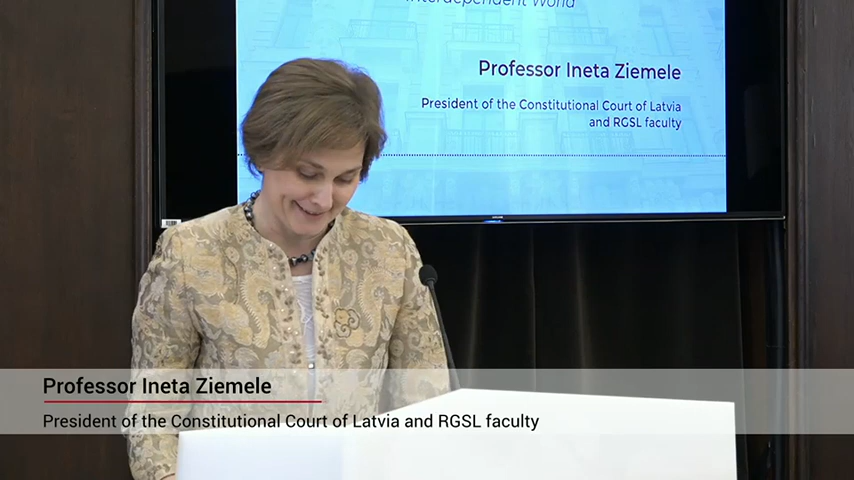 Interdependent World
Professor Ineta Ziemele
President of the Constitutional Court of Latvia
and RGSL faculty
Professor Ineta Ziemele
President of the Constitutional Court of Latvia and RGSL faculty